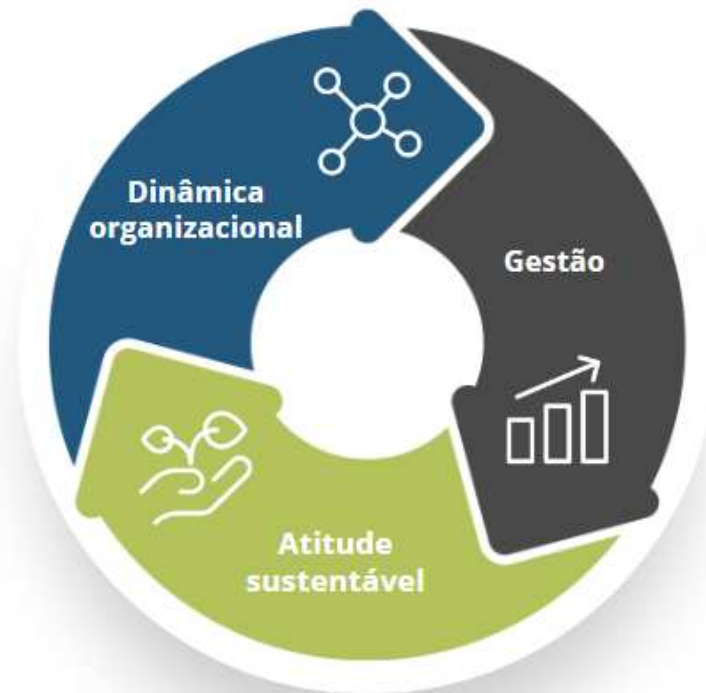 Dinâmica
organizacional
Gestão
Atitude
sustentável